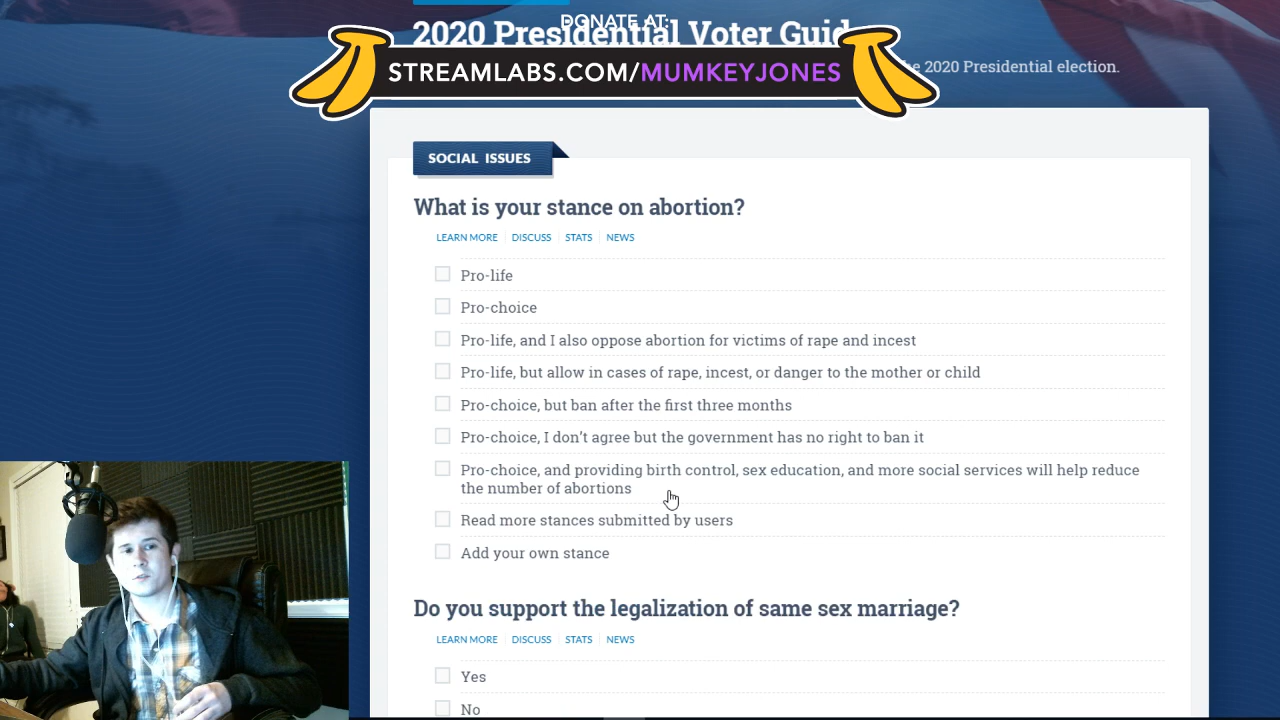 DONATE AT:
2020 Presidential Voter Guid
STREAMLABS.COM/MUMKEYJONES
he 2020 Presidential election.
SOCIAL ISSUES
What is your stance on abortion?
LEARN MORE DISCUSS STATS NEWS
Pro-life
Pro-choice
Pro-life, and I also oppose abortion for victims of rape and incest
Pro-life, but allow in cases of rape, incest, or danger to the mother or child
Pro-choice, but ban after the first three months
Pro-choice, I don’t agree but the government has no right to ban it
Pro-choice, and providing birth control, sex education, and more social services will help reduce
the number of abortions
Read more stances submitted by users
Add your own stance
Do you support the legalization of same sex marriage?
LEARN MORE DISCUSS STATS NEWS
Yes
No